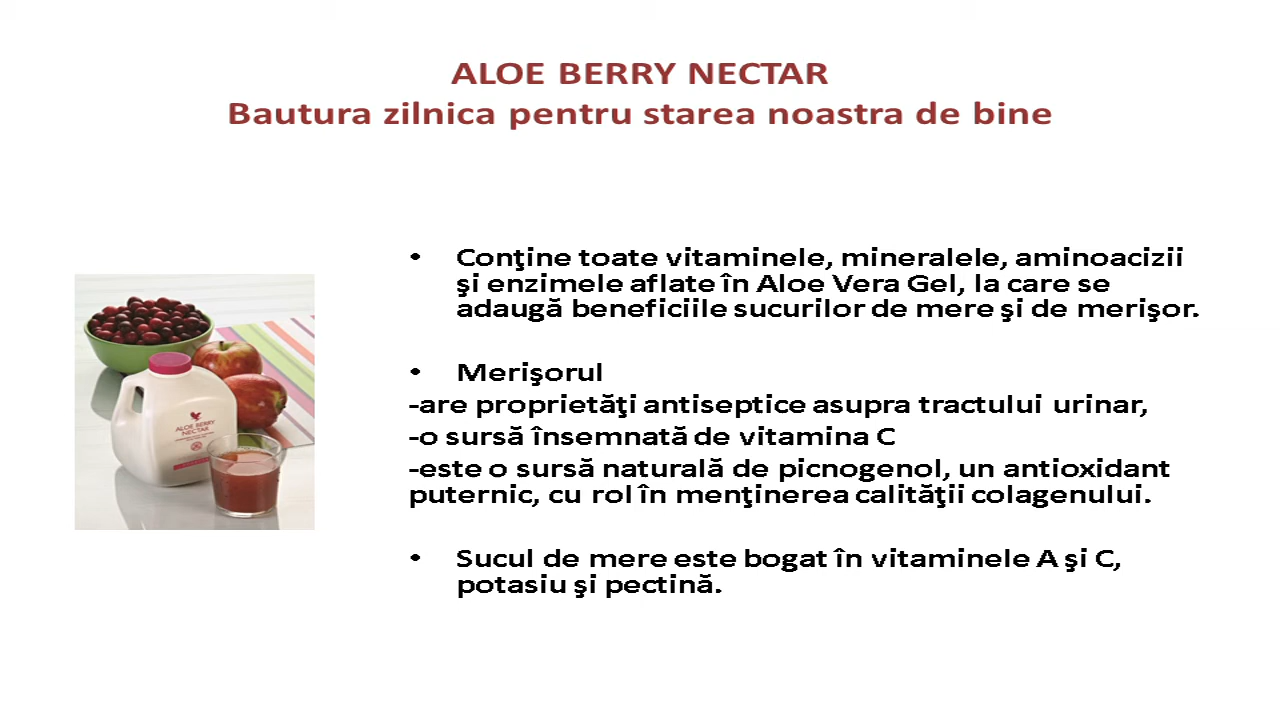 ALOE BERRY NECTAR
Bautura zilnica pentru starea noastra de bine
• Conţine toate vitaminele, mineralele, aminoacizii
şi enzimele aflate în Aloe Vera Gel, la care se
adaugă beneficiile sucurilor de mere şi de merişor.
• Merişorul
-are proprietăţi antiseptice asupra tractului urinar,
-o sursă însemnată de vitamina C
-este o sursă naturală de picnogenol, un antioxidant
puternic, cu rol în menţinerea calităţii colagenului.
• Sucul de mere este bogat în vitaminele A şi C,
potasiu şi pectină.
ALOE BERRY
NECTAR